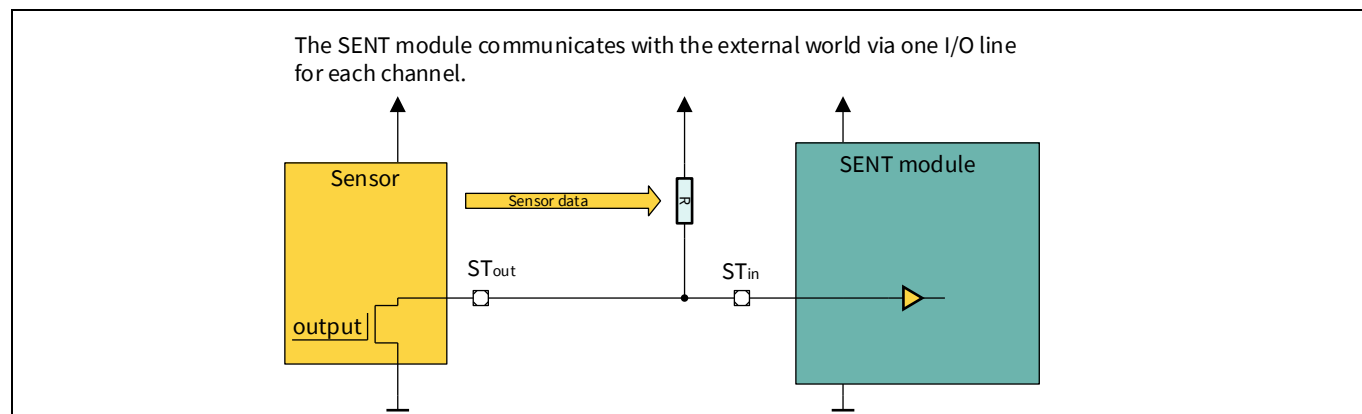 The SENT module communicates with the external world via one I/O line
for each channel.
Sensor
SENT module
Sensor data
R
STout
STin
output